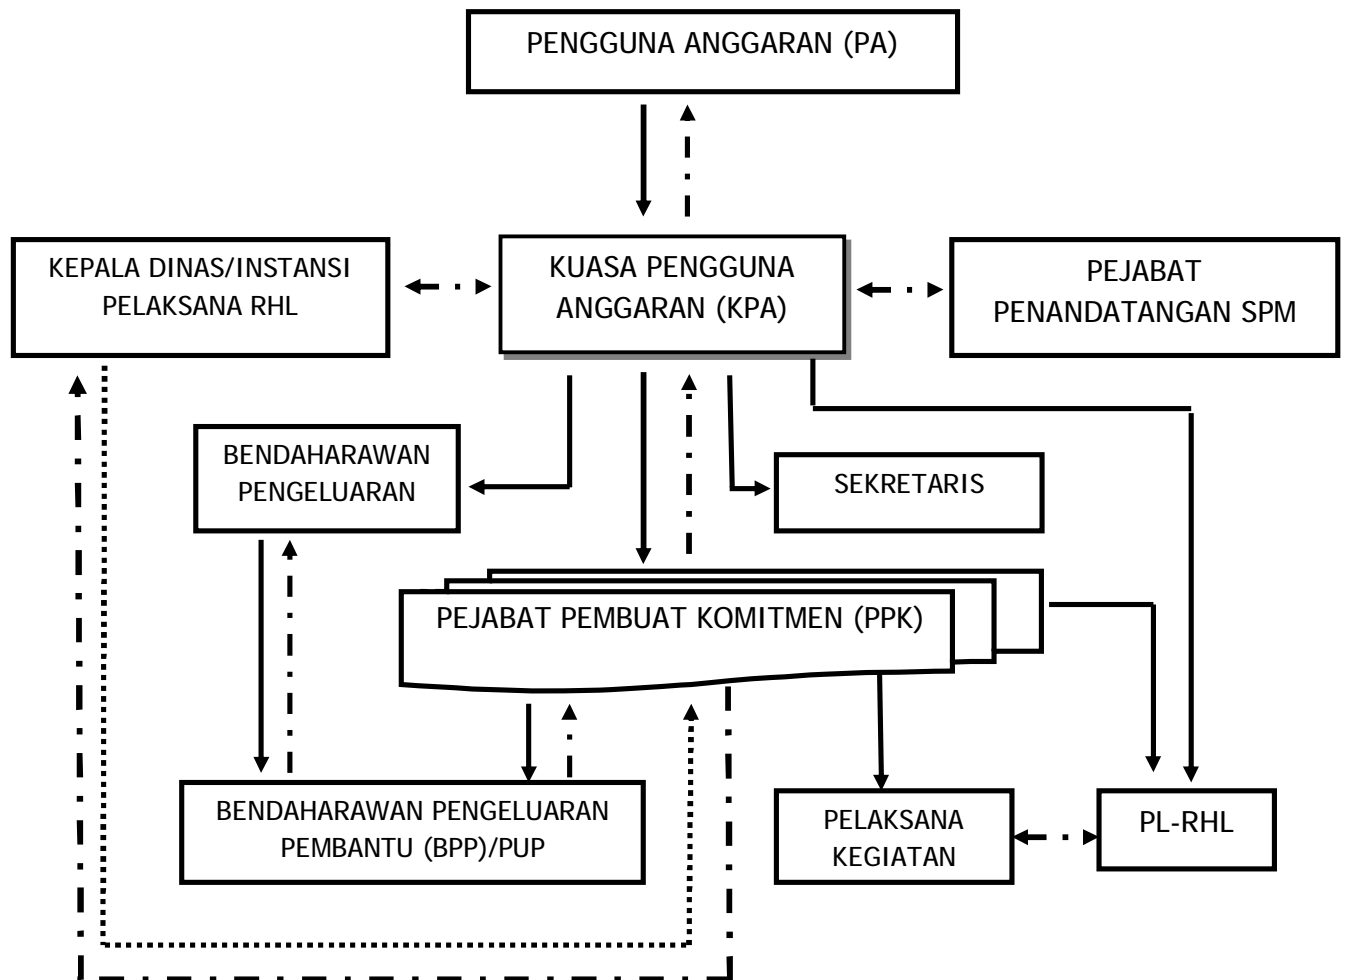 PENGGUNA ANGGARAN (PA)
KEPALA DINAS/INSTANSI
PELAKSANA RHL
KUASA PENGGUNA
ANGGARAN (KPA)
PEJABAT
PENANDATANGAN SPM
BENDAHARAWAN
PENGELUARAN
SEKRETARIS
PEJABAT PEMBUAT KOMITMEN (PPK)
BENDAHARAWAN PENGELUARAN
PEMBANTU (BPP)/PUP
PELAKSANA
KEGIATAN
PL-RHL